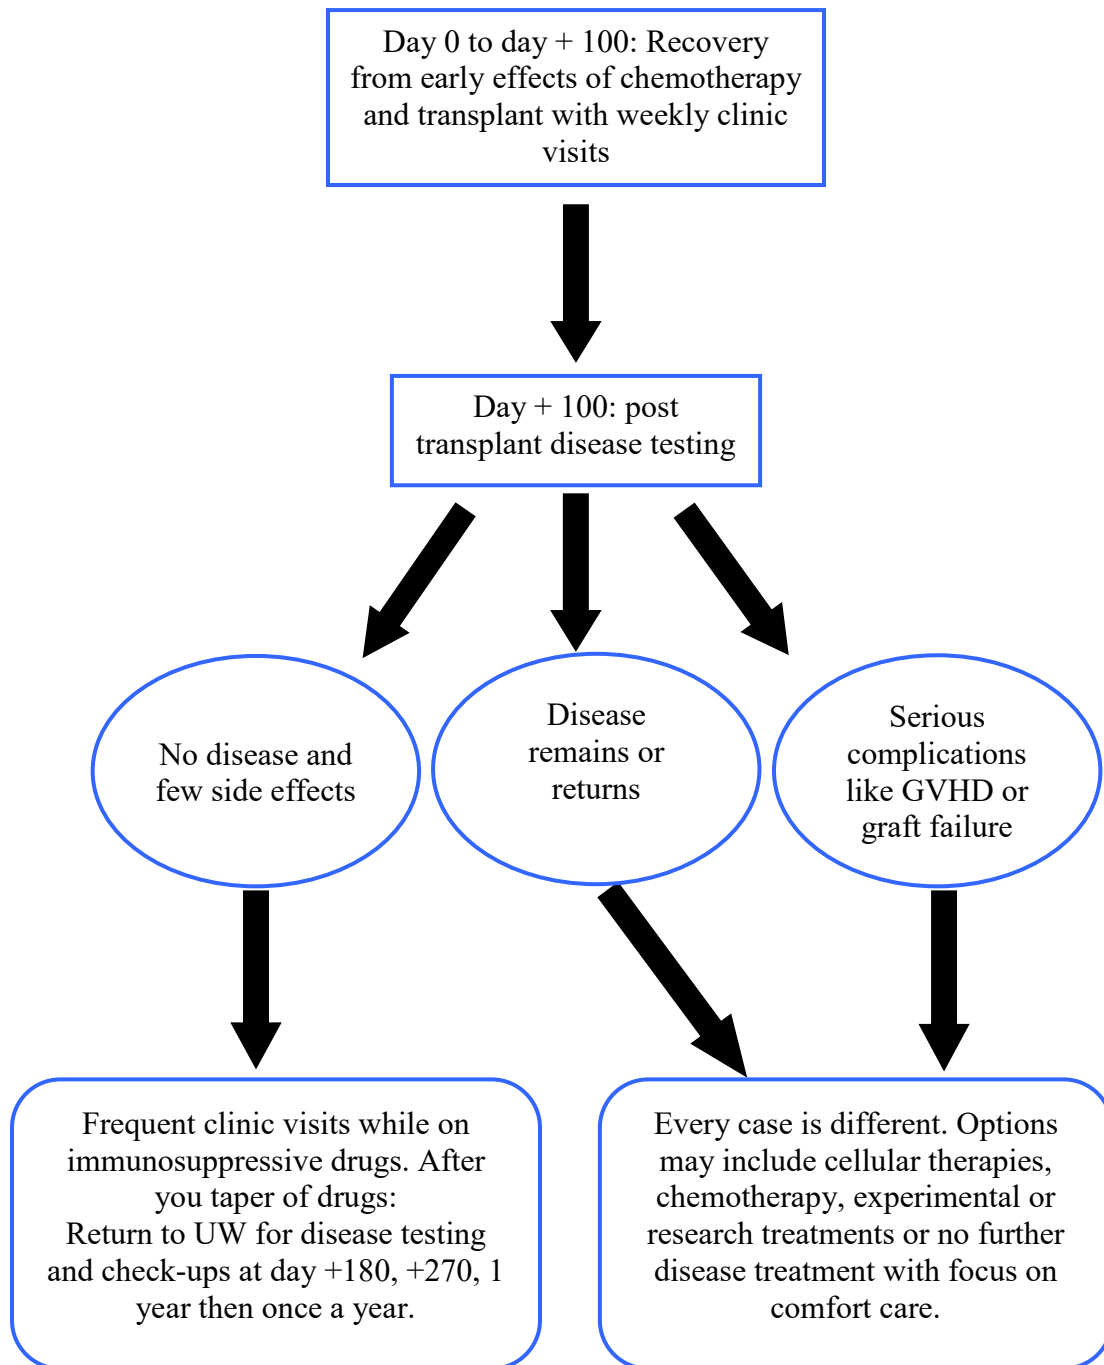 Day 0 to day + 100: Recovery
from early effects of chemotherapy
and transplant with weekly clinic
visits
Day + 100: post
transplant disease testing
No disease and
few side effects
Disease
remains or
returns
Serious
complications
like GVHD or
graft failure
Frequent clinic visits while on
immunosuppressive drugs. After
you taper of drugs:
Return to UW for disease testing
and check-ups at day +180, +270, 1
year then once a year.
Every case is different. Options
may include cellular therapies,
chemotherapy, experimental or
research treatments or no further
disease treatment with focus on
comfort care.